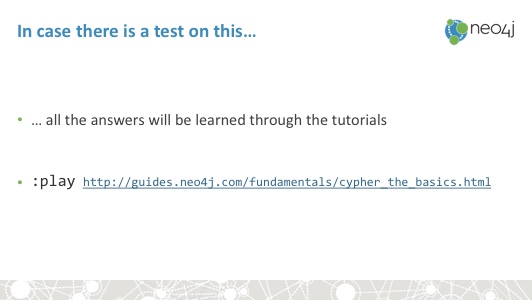 In case there is a test on this…
neo4j
• … all the answers will be learned through the tutorials
• :play http://guides.neo4j.com/fundamentals/cypher_the_basics.html